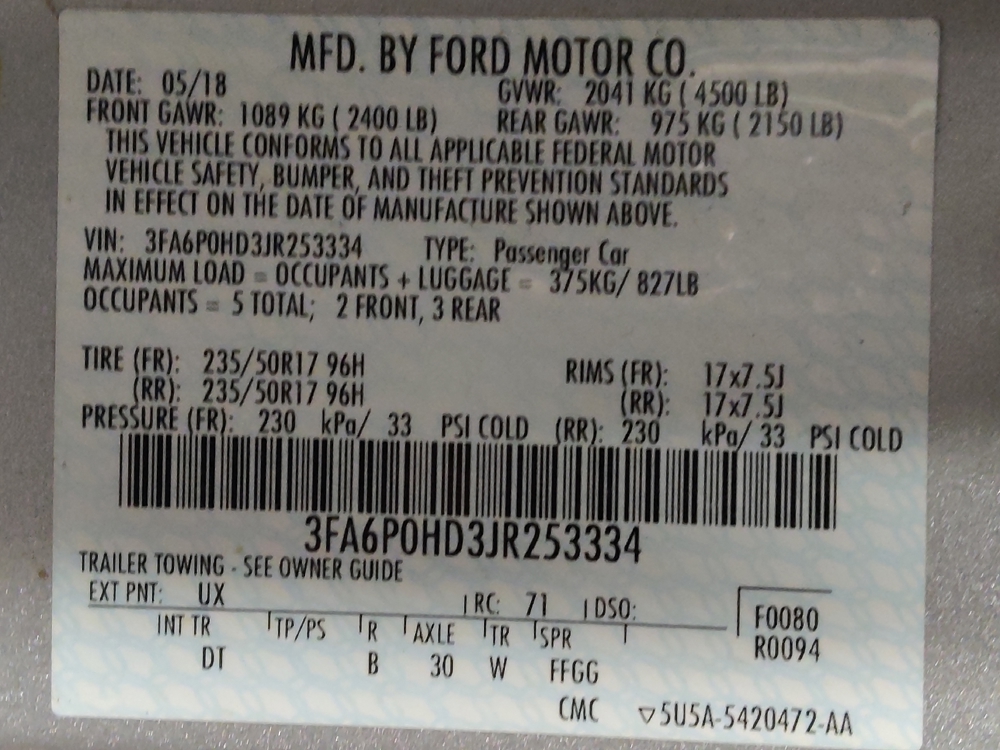 MFD. BY FORD MOTOR CO.
DATE: 05/18 GVWR: 2041 KG ( 4500 LB)
FRONT GAWR: 1089 KG ( 2400 LB) REAR GAWR: 975 KG ( 2150 LB)
THIS VEHICLE CONFORMS TO ALL APPLICABLE FEDERAL MOTOR
VEHICLE SAFETY, BUMPER, AND THEFT PREVENTION STANDARDS
IN EFFECT ON THE DATE OF MANUFACTURE SHOWN ABOVE.
VIN: 3FA6P0HD3JR253334 TYPE: Passenger Car
MAXIMUM LOAD = OCCUPANTS + LUGGAGE = 375KG/ 827LB
OCCUPANTS = 5 TOTAL; 2 FRONT, 3 REAR
TIRE (FR): 235/50R17 96H RIMS (FR): 17x7.5J
(RR): 235/50R17 96H (RR): 17x7.5J
PRESSURE (FR): 230 kPa/ 33 PSI COLD (RR): 230 kPa/ 33 PSI COLD
3FA6P0HD3JR253334
TRAILER TOWING - SEE OWNER GUIDE
EXT PNT: UX RC: 71 DSO: F0080
INT TR TP/PS R AXLE TR SPR R0094
DT B 30 W FFGG
CMC ▽5U5A-5420472-AA